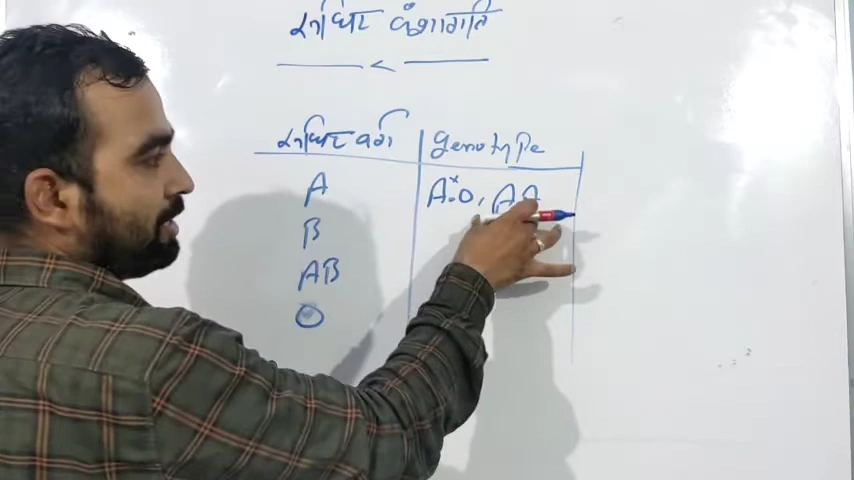 रूधिर वंशागति
रूधिर वर्ग genotype
A A.O, AA
B
AB
O